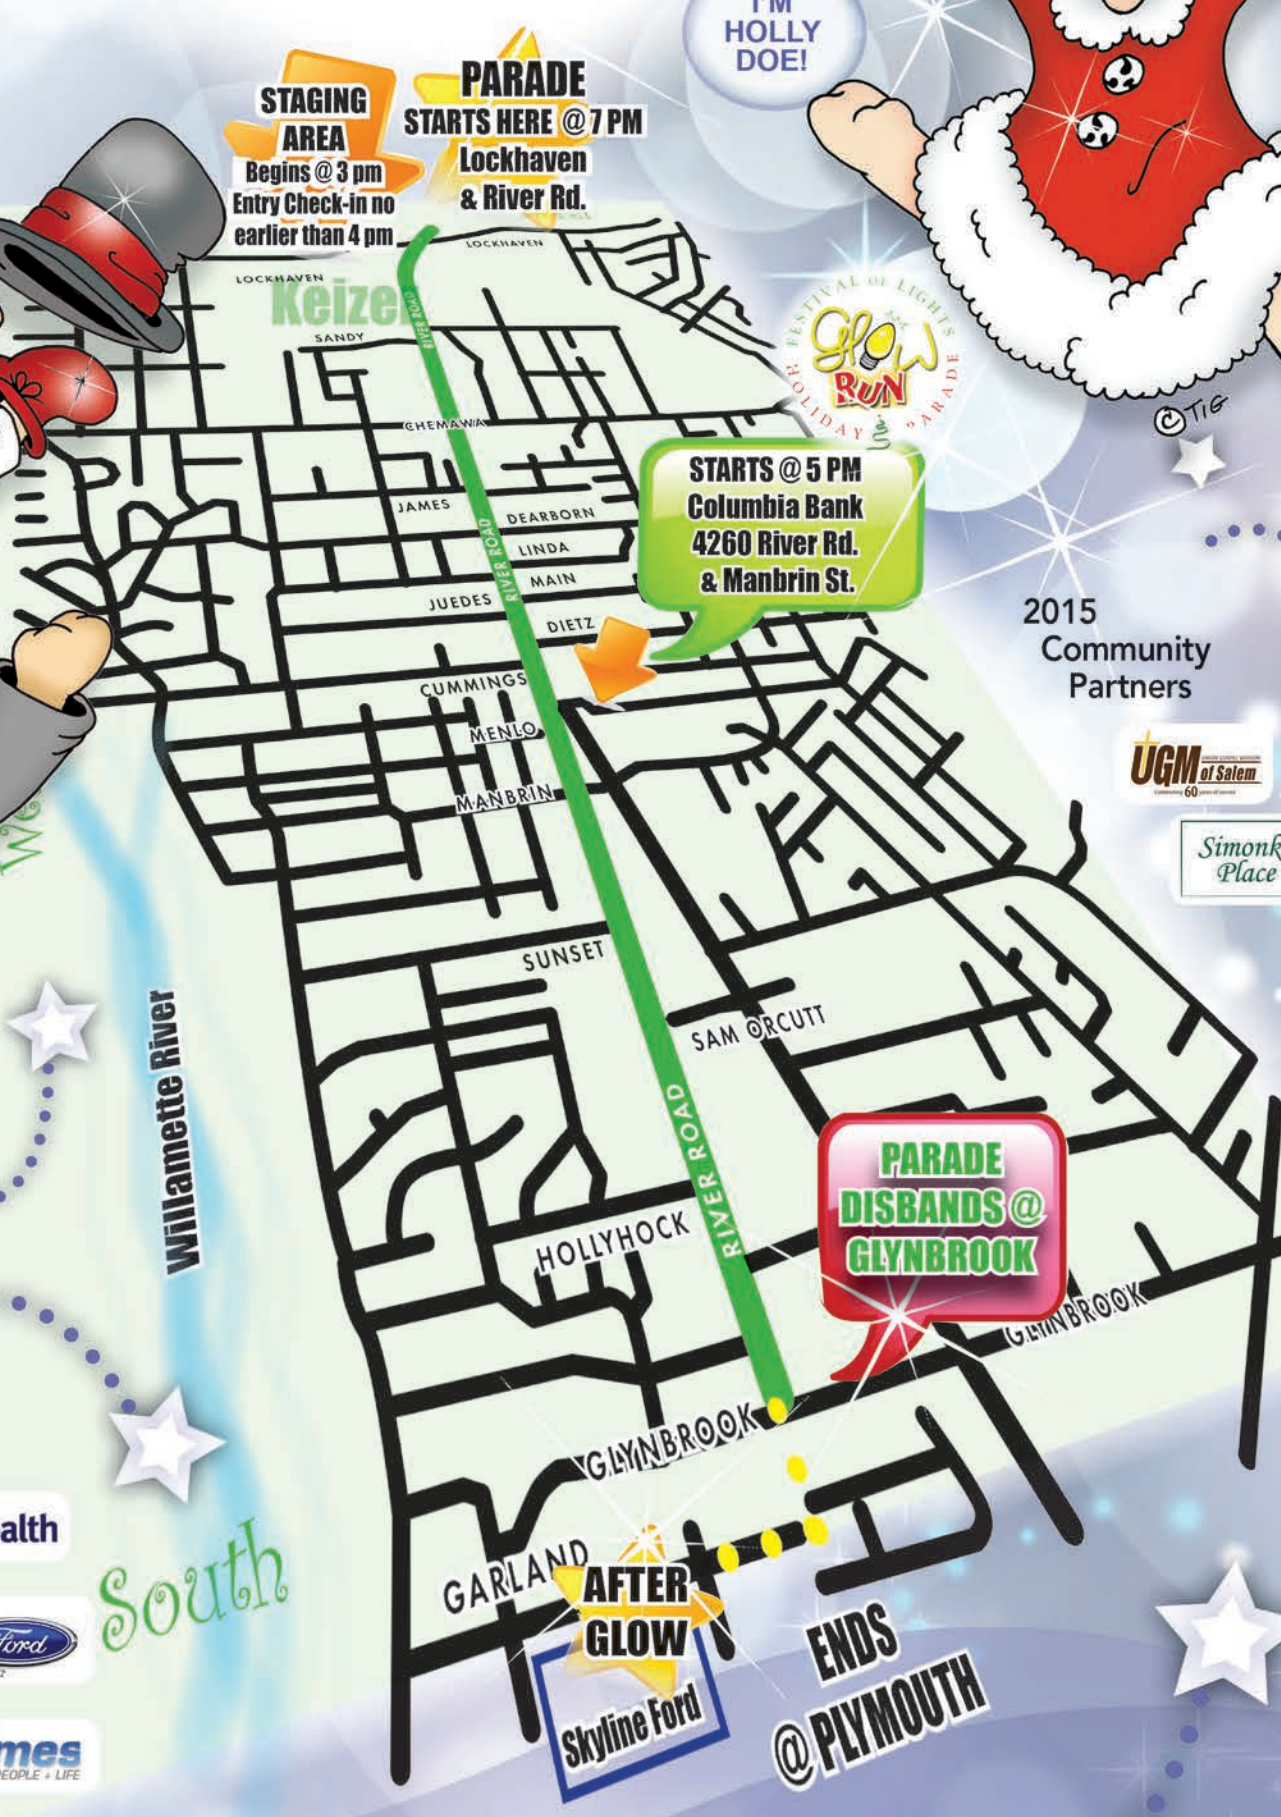 I'M
HOLLY
DOE!
STAGING
AREA
Begins @ 3 pm
Entry Check-in no
earlier than 4 pm
PARADE
STARTS HERE @ 7 PM
Lockhaven
& River Rd.
LOCKHAVEN
LOCKHAVEN
Keizer
RIVER ROAD
SANDY
FESTIVAL OF LIGHTS
Glow
RUN
HOLIDAY PARADE
© TIG
CHEMAWA
STARTS @ 5 PM
Columbia Bank
4260 River Rd.
& Manbrin St.
JAMES
DEARBORN
RIVER ROAD
LINDA
MAIN
JUEDES
DIETZ
2015
Community
Partners
CUMMINGS
MENLO
MANBRIN
UGM
of Salem
60
Simonk
Place
SUNSET
Willamette River
SAM ORCUTT
RIVER ROAD
PARADE
DISBANDS @
GLYNBROOK
HOLLYHOCK
GLYNBROOK
GLYNBROOK
alth
South
GARLAND
AFTER
GLOW
Ford
Skyline Ford
ENDS
@ PLYMOUTH
mes
PEOPLE + LIFE